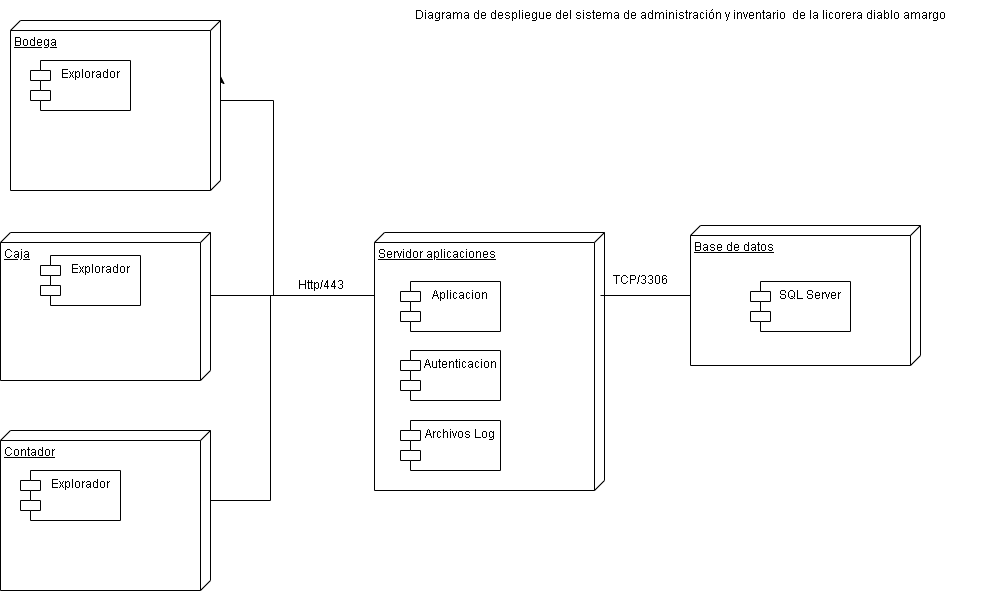 Diagrama de despliegue del sistema de administración y inventario de la licorera diablo amargo
Bodega
Explorador
Caja
Explorador
Contador
Explorador
Http/443
Servidor aplicaciones
Aplicacion
Autenticacion
Archivos Log
TCP/3306
Base de datos
SQL Server